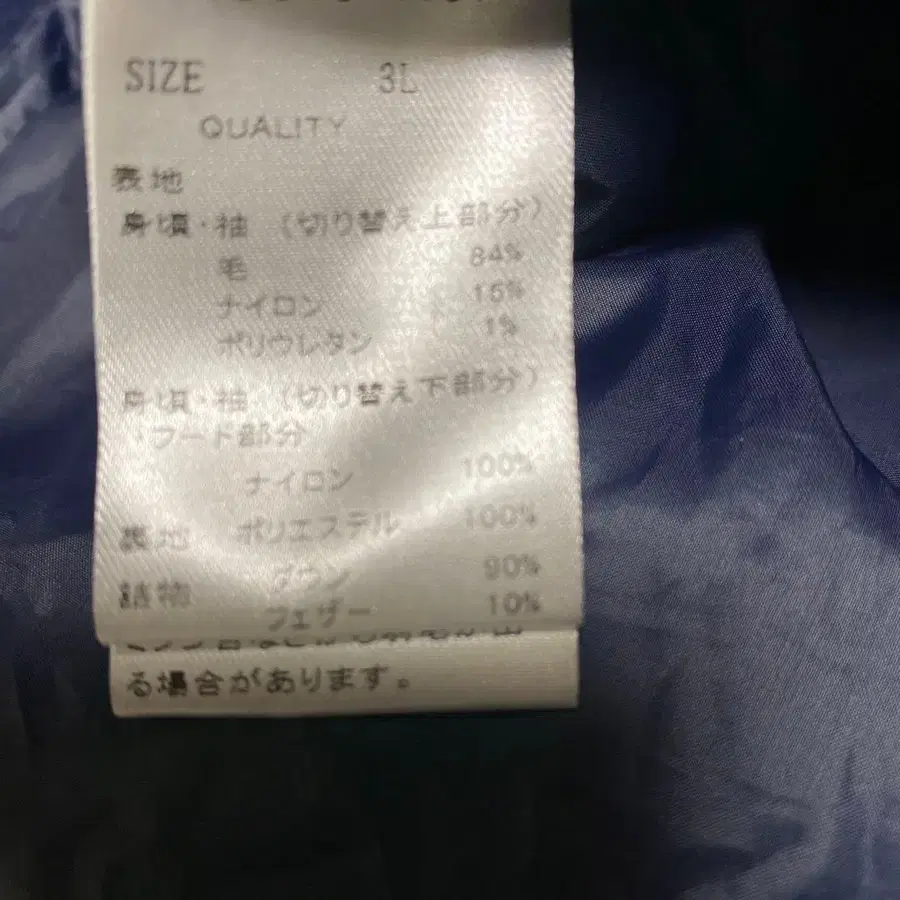 SIZE 3L
QUALITY
表地
身頃・袖 (切り替え上部分)
毛 84%
ナイロン 15%
ポリウレタン 1%
身頃・袖 (切り替え下部分)
・フード部分
ナイロン 100%
裏地 ポリエステル 100%
詰物 ダウン 90%
フェザー 10%
る場合があります。